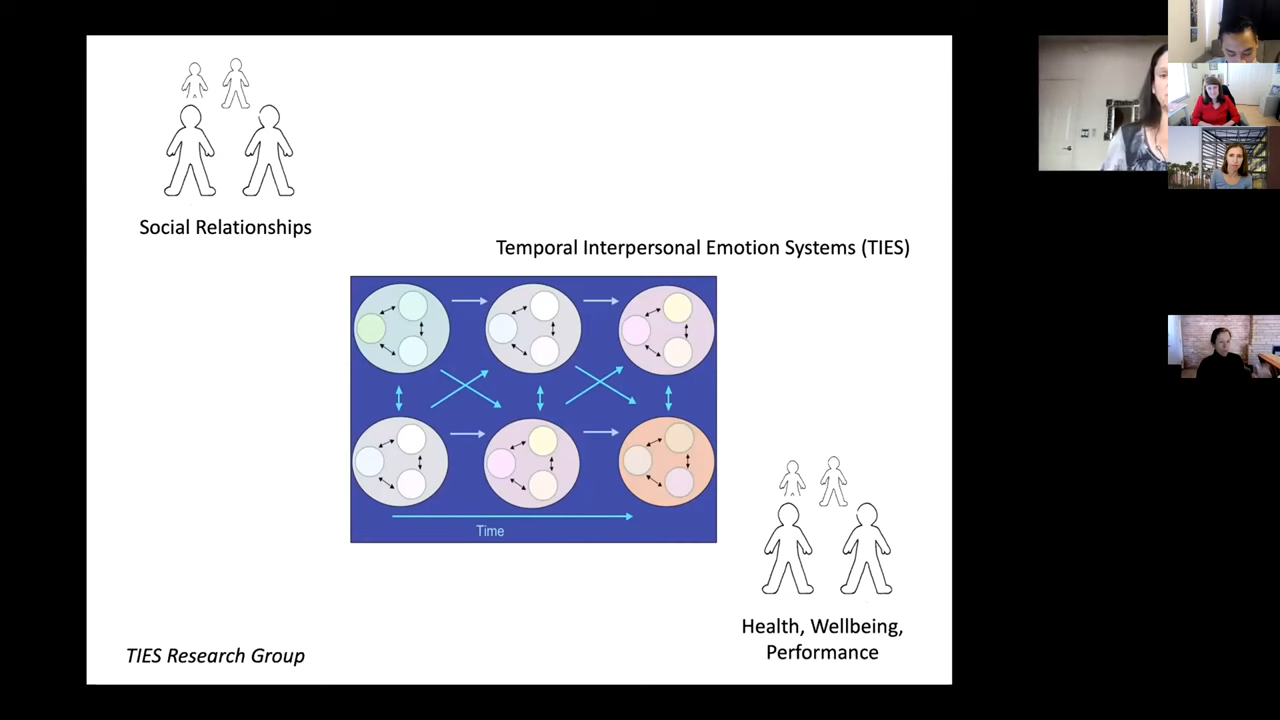 Social Relationships
Temporal Interpersonal Emotion Systems (TIES)
Time
Health, Wellbeing,
Performance
TIES Research Group